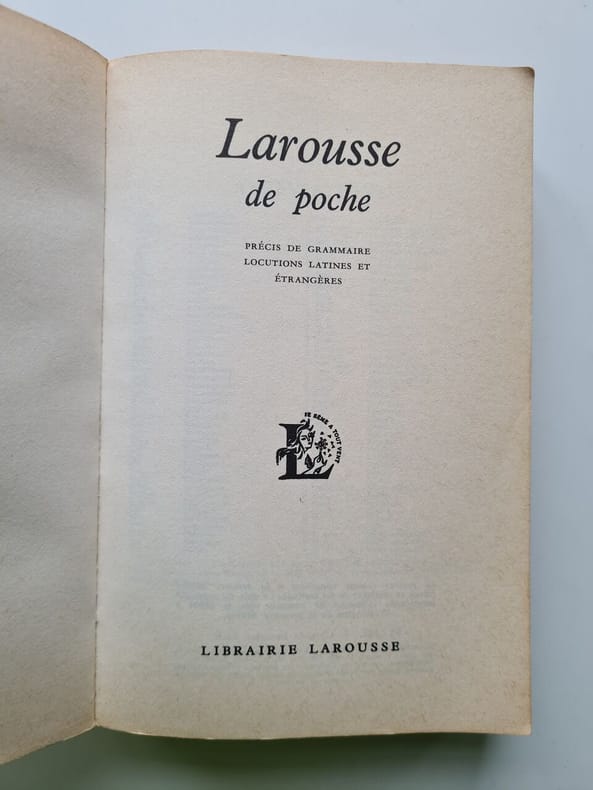 Larousse
de poche
PRÉCIS DE GRAMMAIRE
LOCUTIONS LATINES ET
ÉTRANGÈRES
JE SÈME A TOUT VENT
L
LIBRAIRIE LAROUSSE